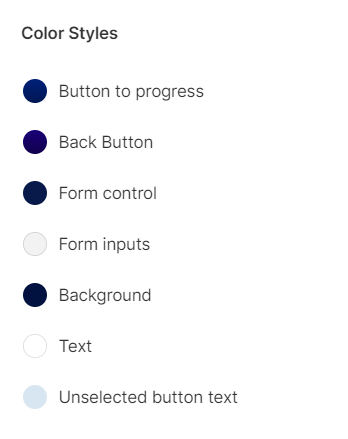 Color Styles
Button to progress
Back Button
Form control
Form inputs
Background
Text
Unselected button text